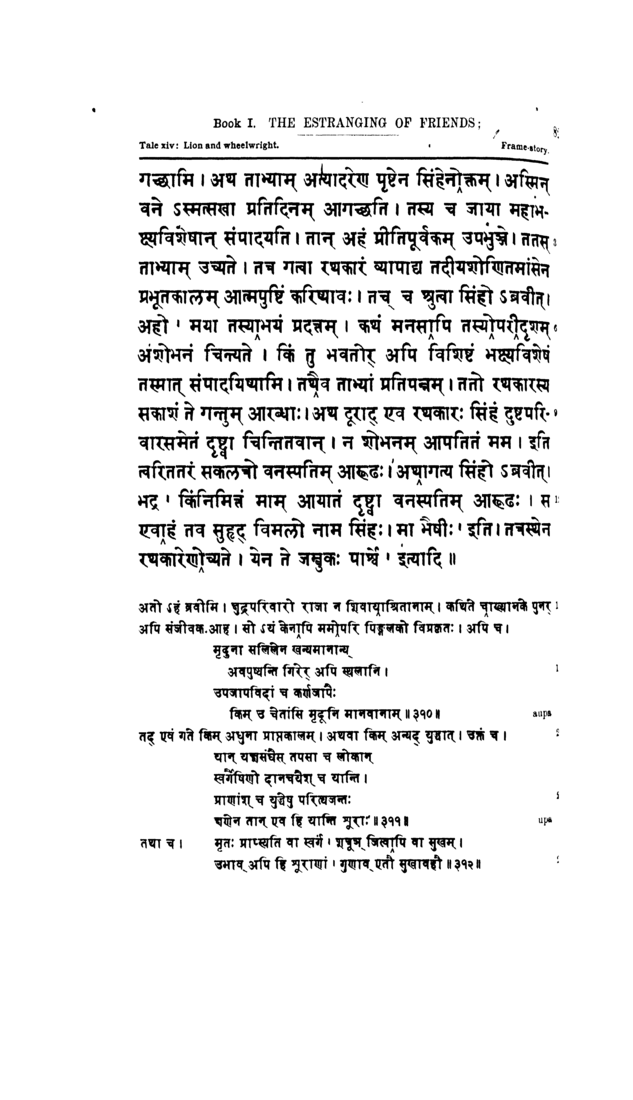 Book I. THE ESTRANGING OF FRIENDS;
Tale xiv: Lion and wheelwright. Frame-story.
गच्छामि । अथ ताभ्याम् अत्यादरेण पृष्टेन सिंहेनोक्तम् । अस्मिन्
वने ऽस्मत्सखा प्रतिदिनम् आगच्छति । तस्य च जाया महाभ-
क्ष्यविशेषान् संपादयति । तान् अहं प्रीतिपूर्वकम् उपभुञ्जे । ततस्
ताभ्याम् उच्यते । तत्र गत्वा रथकारं व्यापाद्य तदीयशोणितमांसेन
प्रभूतकालम् आत्मपुष्टिं करिष्यावः । तच् च श्रुत्वा सिंहो ऽब्रवीत् ।
अहो ' मया तस्याभयं प्रदत्तम् । कथं मनसापि तस्योपरीदृशम्
अशोभनं चिन्त्यते । किं तु भवतोर् अपि विशिष्टं भक्ष्यविशेषं
तस्मात् संपादयिष्यामि । तथैव ताभ्यां प्रतिपन्नम् । ततो रथकारस्य
सकाशं ते गन्तुम् आरब्धाः । अथ दूराद् एव रथकारः सिंहं दुष्टपरि-
वारसमेतं दृष्ट्वा चिन्तितवान् । न शोभनम् आपतितं मम । इति
त्वरिततरं सकलत्रो वनस्पतिम् आरूढः । अथागत्य सिंहो ऽब्रवीत् ।
भद्र ' किंनिमित्तं माम् आयातं दृष्ट्वा वनस्पतिम् आरूढः । स
एवाहं तव सुहृद् विमलो नाम सिंहः । मा भैषीः ' इति । तत्रस्थेन
रथकारेणोच्यते । येन ते जम्बुकः पार्श्वे ' इत्यादि ॥
अतो ऽहं ब्रवीमि । क्षुद्रपरिवारो राजा न शिवायाश्रितानाम् । कथिते चाख्यानके पुनर्
अपि संजीवक आह । सो ऽयं केनापि ममोपरि पिङ्गलको विप्रकृतः । अपि च ।
मृदुना सलिलेन खन्यमानान्य्
अवपुष्यन्ति गिरेर् अपि स्थलानि ।
उपजापविदां च कर्णजापैः
किम् उ चेतांसि मृदूनि मानवानाम् ॥ ३१० ॥ aupa
तद् एवं गते किम् अधुना प्राप्तकालम् । अथवा किम् अन्यद् युद्धात् । उक्तं च ।
यान् यज्ञसंघैस् तपसा च लोकान्
स्वर्गैषिणो दानचयैश् च यान्ति ।
प्राणांश् च युद्धेषु परित्यजन्तः
क्षणेन तान् एव हि यान्ति शूराः ॥ ३११ ॥ upa
तथा च । मृतः प्राप्स्यति वा स्वर्गं ' शत्रून् जित्वापि वा सुखम् ।
उभाव् अपि हि शूराणां ' गुणाव् एतौ सुखावहौ ॥ ३१२ ॥